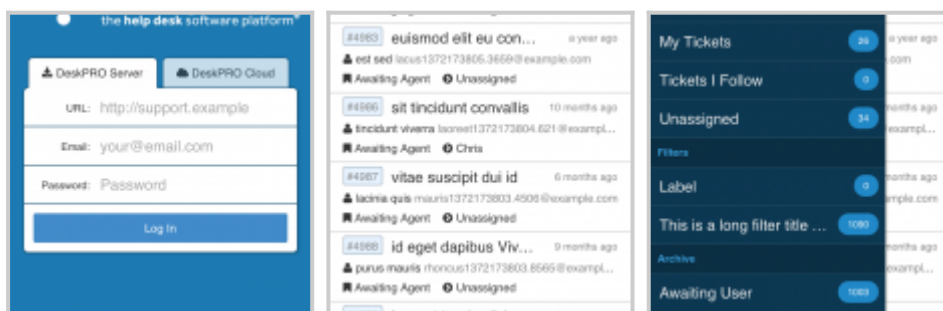 the help desk software platform
DeskPRO Server
DeskPRO Cloud
URL: http://support.example
Email: your@email.com
Password: Password
Log In
#4983 euismod elit eu con... a year ago
est sed lacus1372173805.3659@example.com
Awaiting Agent Unassigned
#4986 sit tincidunt convallis 10 months ago
tincidunt viverra laoreet1372173804.621@exampl...
Awaiting Agent Chris
#4987 vitae suscipit dui id 6 months ago
lacinia quis mauris1372173803.4506@example.com
Awaiting Agent Unassigned
#4988 id eget dapibus Viv... 9 months ago
purus mauris rhoncus1372173803.8565@exampl...
Awaiting Agent Unassigned
My Tickets 26 a year ago
.com
Tickets I Follow 0
Unassigned 34 months ago
exampl...
Filters
Label 0 months ago
mple.com
This is a long filter title ... 1090 months ago
Archive exampl...
Awaiting User 1003